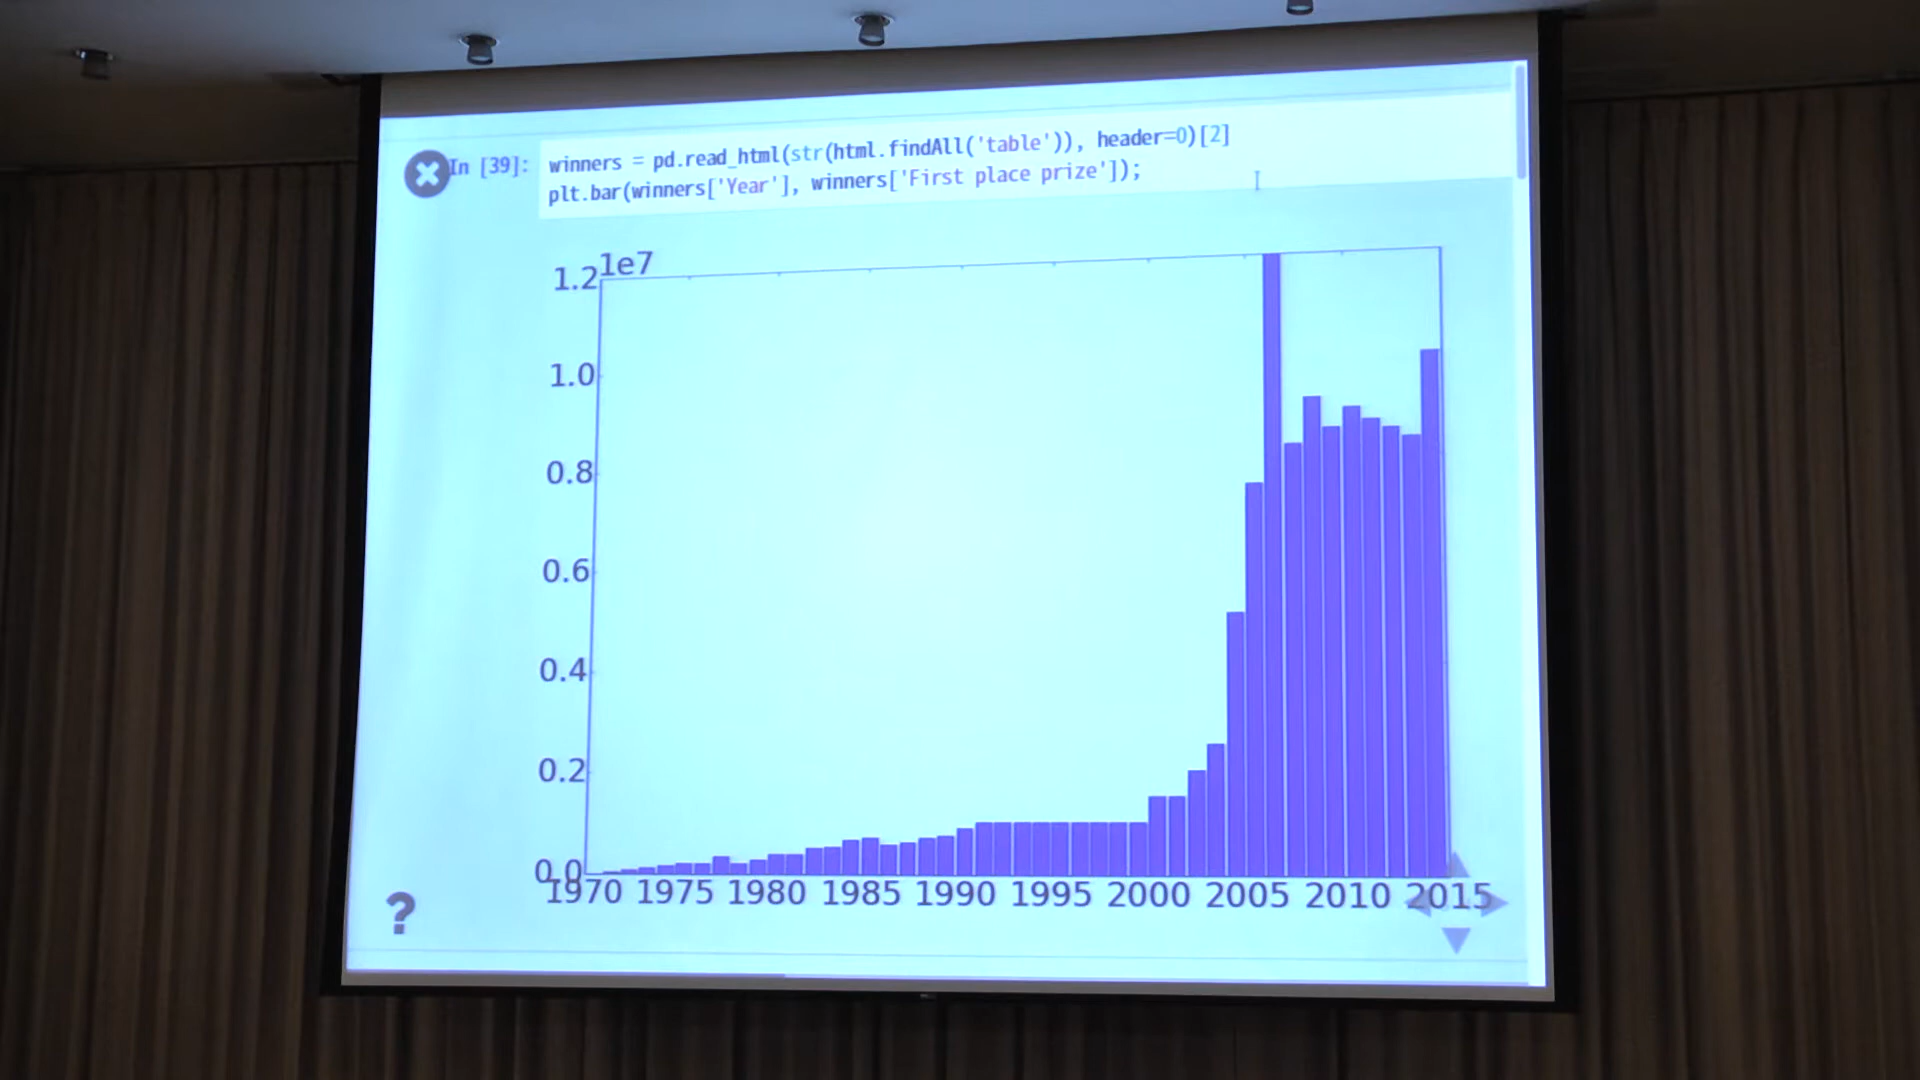 In [39]:
winners = pd.read_html(str(html.findAll('table')), header=0)[2]
plt.bar(winners['Year'], winners['First place prize']);
1e7
1.2
1.0
0.8
0.6
0.4
0.2
0.0
1970 1975 1980 1985 1990 1995 2000 2005 2010 2015
?